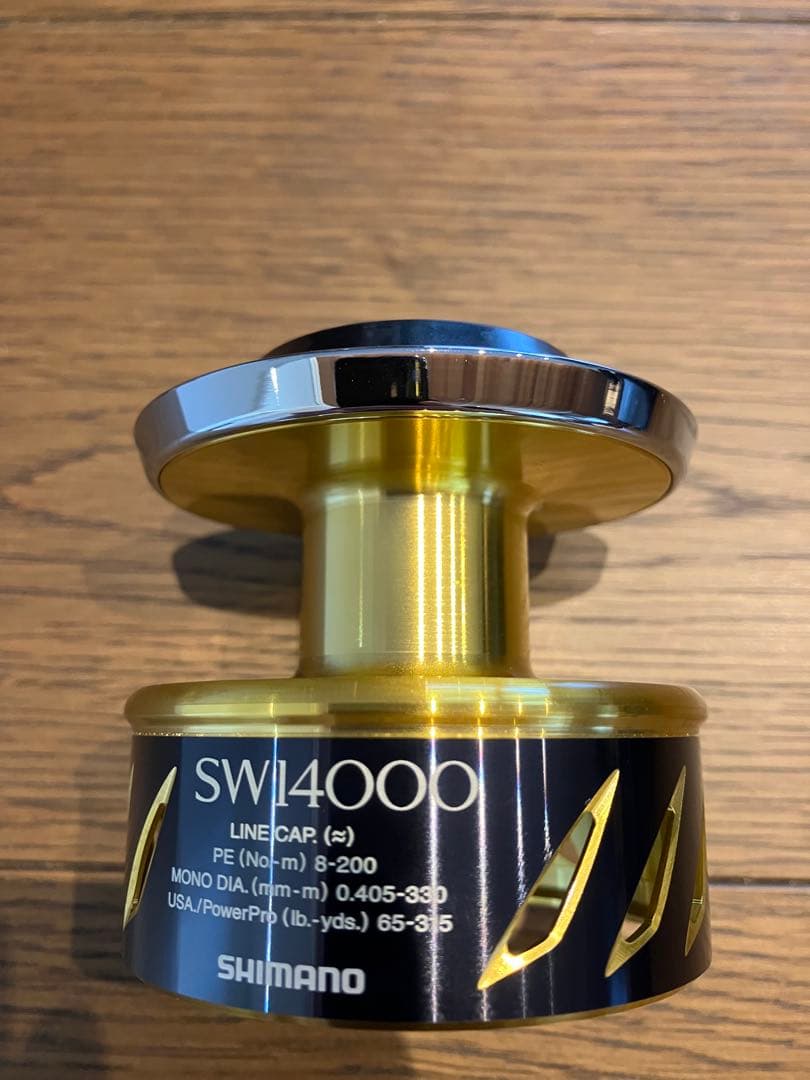 SW14000
LINE CAP. (≈)
PE (No.-m) 8-200
MONO DIA. (mm-m) 0.405-330
USA./PowerPro (lb.-yds.) 65-315
SHIMANO